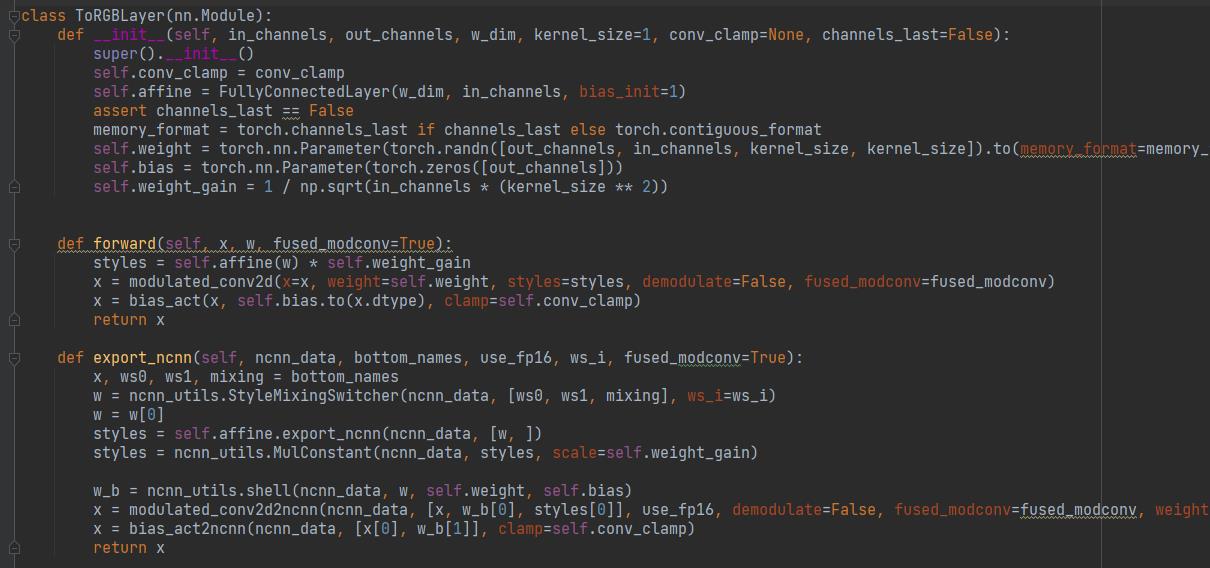 class ToRGBLayer(nn.Module):
    def __init__(self, in_channels, out_channels, w_dim, kernel_size=1, conv_clamp=None, channels_last=False):
        super().__init__()
        self.conv_clamp = conv_clamp
        self.affine = FullyConnectedLayer(w_dim, in_channels, bias_init=1)
        assert channels_last == False
        memory_format = torch.channels_last if channels_last else torch.contiguous_format
        self.weight = torch.nn.Parameter(torch.randn([out_channels, in_channels, kernel_size, kernel_size]).to(memory_format=memory_
        self.bias = torch.nn.Parameter(torch.zeros([out_channels]))
        self.weight_gain = 1 / np.sqrt(in_channels * (kernel_size ** 2))
    def forward(self, x, w, fused_modconv=True):
        styles = self.affine(w) * self.weight_gain
        x = modulated_conv2d(x=x, weight=self.weight, styles=styles, demodulate=False, fused_modconv=fused_modconv)
        x = bias_act(x, self.bias.to(x.dtype), clamp=self.conv_clamp)
        return x
    def export_ncnn(self, ncnn_data, bottom_names, use_fp16, ws_i, fused_modconv=True):
        x, ws0, ws1, mixing = bottom_names
        w = ncnn_utils.StyleMixingSwitcher(ncnn_data, [ws0, ws1, mixing], ws_i=ws_i)
        w = w[0]
        styles = self.affine.export_ncnn(ncnn_data, [w, ])
        styles = ncnn_utils.MulConstant(ncnn_data, styles, scale=self.weight_gain)
        w_b = ncnn_utils.shell(ncnn_data, w, self.weight, self.bias)
        x = modulated_conv2d2ncnn(ncnn_data, [x, w_b[0], styles[0]], use_fp16, demodulate=False, fused_modconv=fused_modconv, weight
        x = bias_act2ncnn(ncnn_data, [x[0], w_b[1]], clamp=self.conv_clamp)
        return x